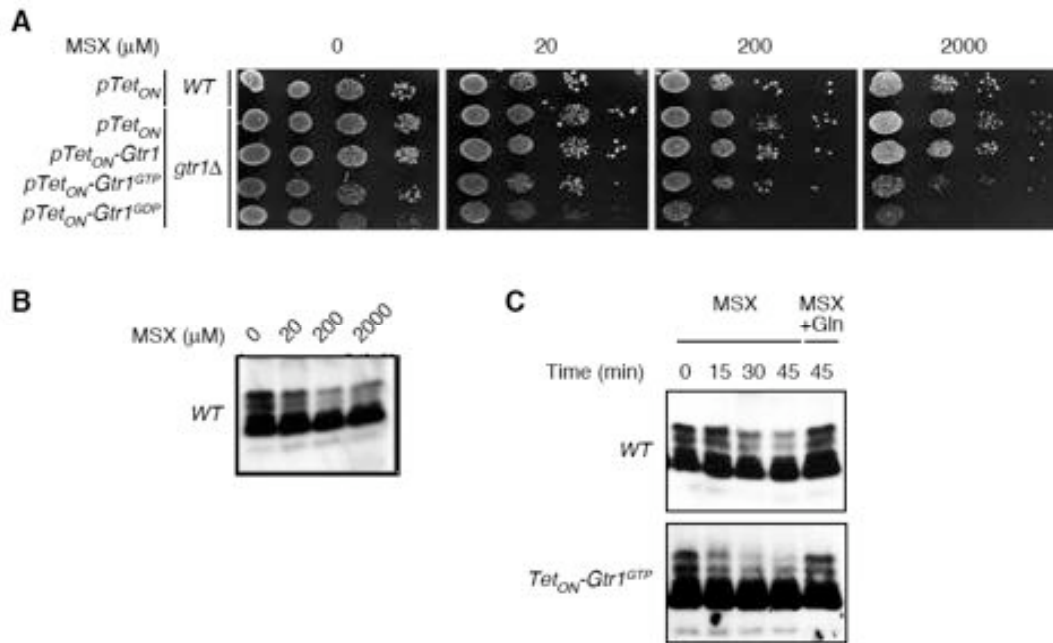 A
MSX (μM) 0 20 200 2000
pTetON WT
pTetON
pTetON-Gtr1
pTetON-Gtr1GTP
pTetON-Gtr1GDP
gtr1Δ
B
MSX (μM) 0 20 200 2000
WT
C
MSX MSX
+Gln
Time (min) 0 15 30 45 45
WT
TetON-Gtr1GTP